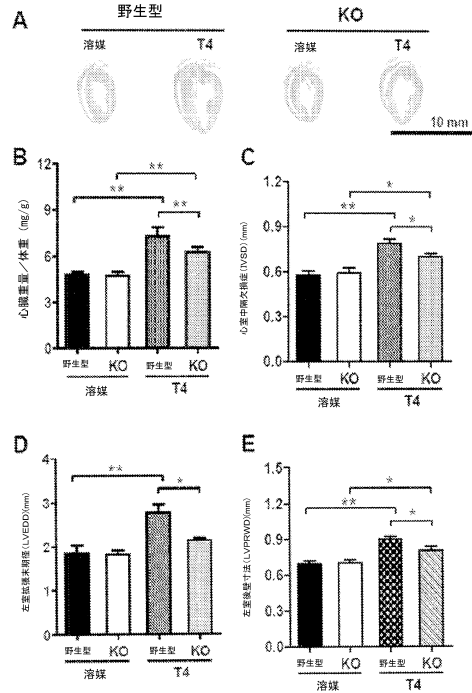 A
野生型 KO
溶媒 T4 溶媒 T4
10 mm
B
心臓重量/体重 (mg/g)
12
9
6
3
0
**
**
**
野生型 KO 野生型 KO
溶媒 T4
C
心室中隔欠損症(IVSD)(mm)
1.2
0.9
0.6
0.3
0.0
*
**
*
野生型 KO 野生型 KO
溶媒 T4
D
左室拡張末期径(LVEDD)(mm)
4
3
2
1
0
**
*
野生型 KO 野生型 KO
溶媒 T4
E
左室後壁寸法(LVPRWD)(mm)
1.5
1.2
0.9
0.6
0.3
0.0
*
**
*
野生型 KO 野生型 KO
溶媒 T4